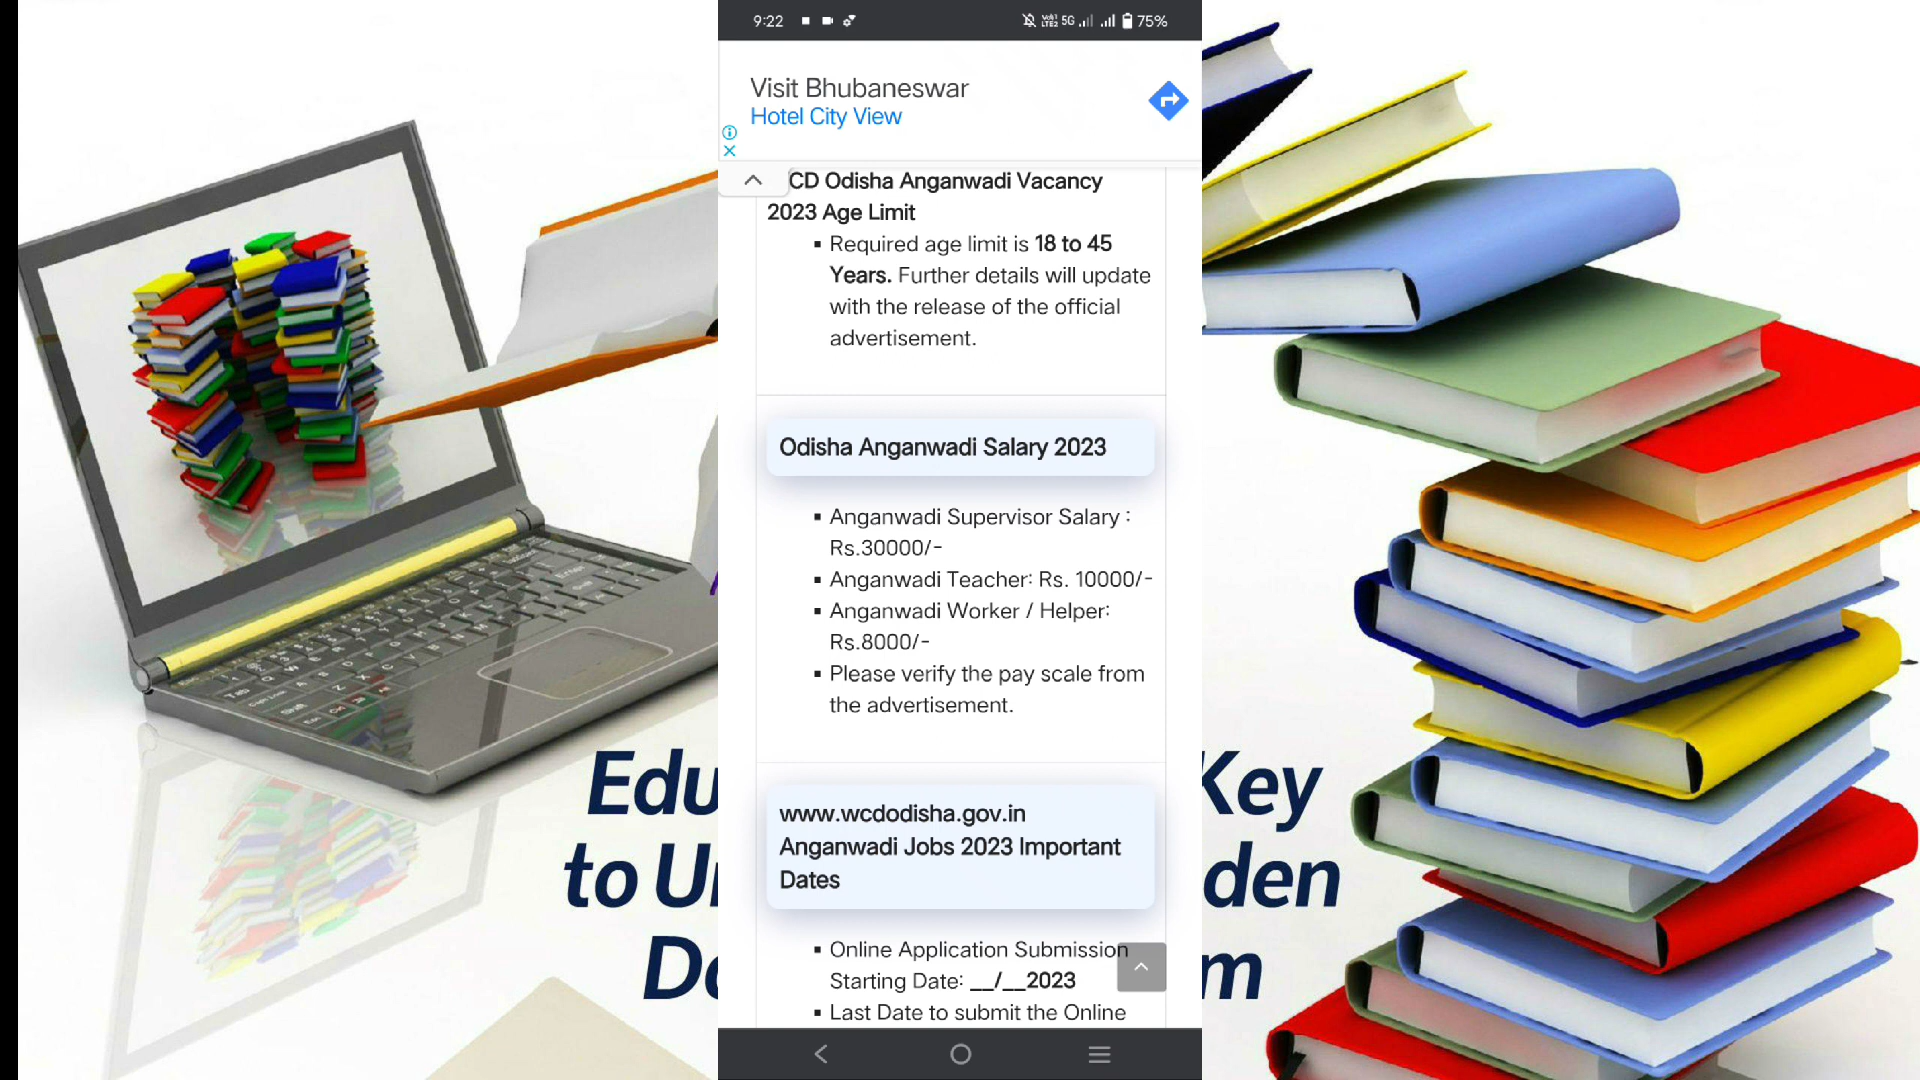 9:22
5G
75%
Visit Bhubaneswar
Hotel City View
CD Odisha Anganwadi Vacancy
2023 Age Limit
▪ Required age limit is 18 to 45
Years. Further details will update
with the release of the official
advertisement.
Odisha Anganwadi Salary 2023
▪ Anganwadi Supervisor Salary :
Rs.30000/-
▪ Anganwadi Teacher: Rs. 10000/-
▪ Anganwadi Worker / Helper:
Rs.8000/-
▪ Please verify the pay scale from
the advertisement.
www.wcdodisha.gov.in
Anganwadi Jobs 2023 Important
Dates
▪ Online Application Submission
Starting Date: __/__2023
▪ Last Date to submit the Online
Edu Key
to U den
D m